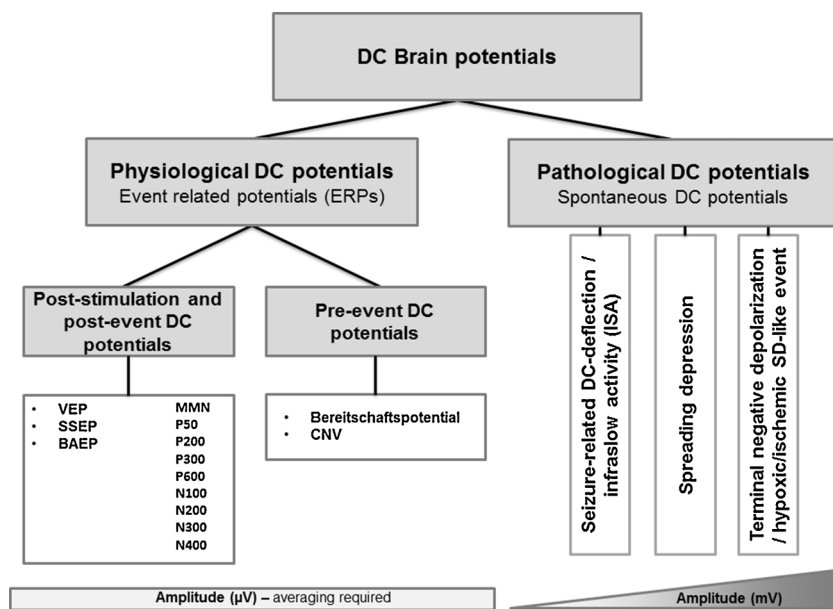 DC Brain potentials
Physiological DC potentials
Event related potentials (ERPs)
Pathological DC potentials
Spontaneous DC potentials
Post-stimulation and
post-event DC
potentials
Pre-event DC
potentials
• VEP
• SSEP
• BAEP
MMN
P50
P200
P300
P600
N100
N200
N300
N400
• Bereitschaftspotential
• CNV
Seizure-related DC-deflection /
infraslow activity (ISA)
Spreading depression
Terminal negative depolarization
/ hypoxic/ischemic SD-like event
Amplitude (µV) – averaging required
Amplitude (mV)